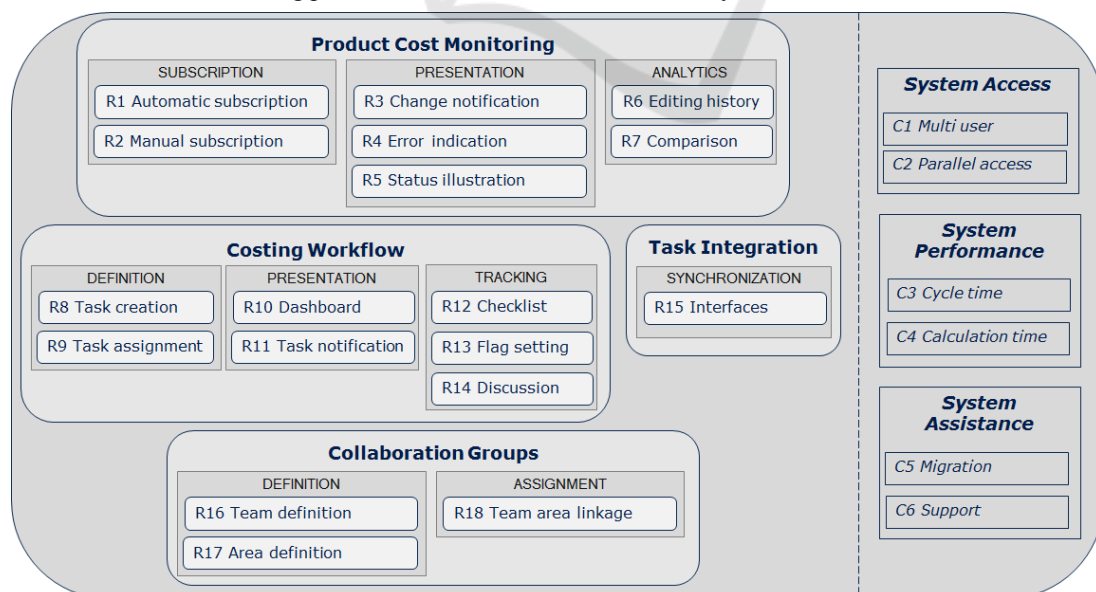 Product Cost Monitoring
SUBSCRIPTION
R1 Automatic subscription
R2 Manual subscription
PRESENTATION
R3 Change notification
R4 Error indication
R5 Status illustration
ANALYTICS
R6 Editing history
R7 Comparison
Costing Workflow
DEFINITION
R8 Task creation
R9 Task assignment
PRESENTATION
R10 Dashboard
R11 Task notification
TRACKING
R12 Checklist
R13 Flag setting
R14 Discussion
Task Integration
SYNCHRONIZATION
R15 Interfaces
Collaboration Groups
DEFINITION
R16 Team definition
R17 Area definition
ASSIGNMENT
R18 Team area linkage
System Access
C1 Multi user
C2 Parallel access
System
Performance
C3 Cycle time
C4 Calculation time
System
Assistance
C5 Migration
C6 Support